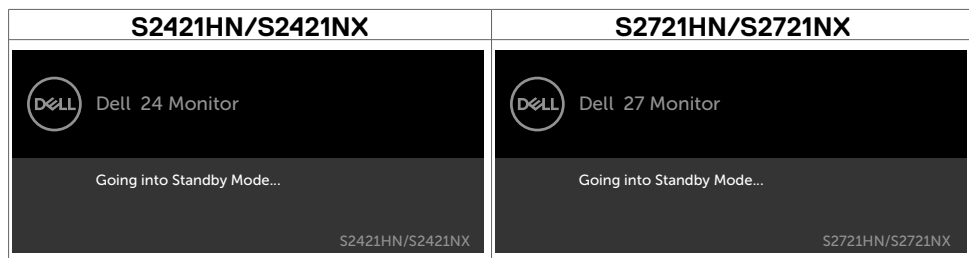 S2421HN/S2421NX
S2721HN/S2721NX
DELL Dell 24 Monitor
Going into Standby Mode...
S2421HN/S2421NX
DELL Dell 27 Monitor
Going into Standby Mode...
S2721HN/S2721NX